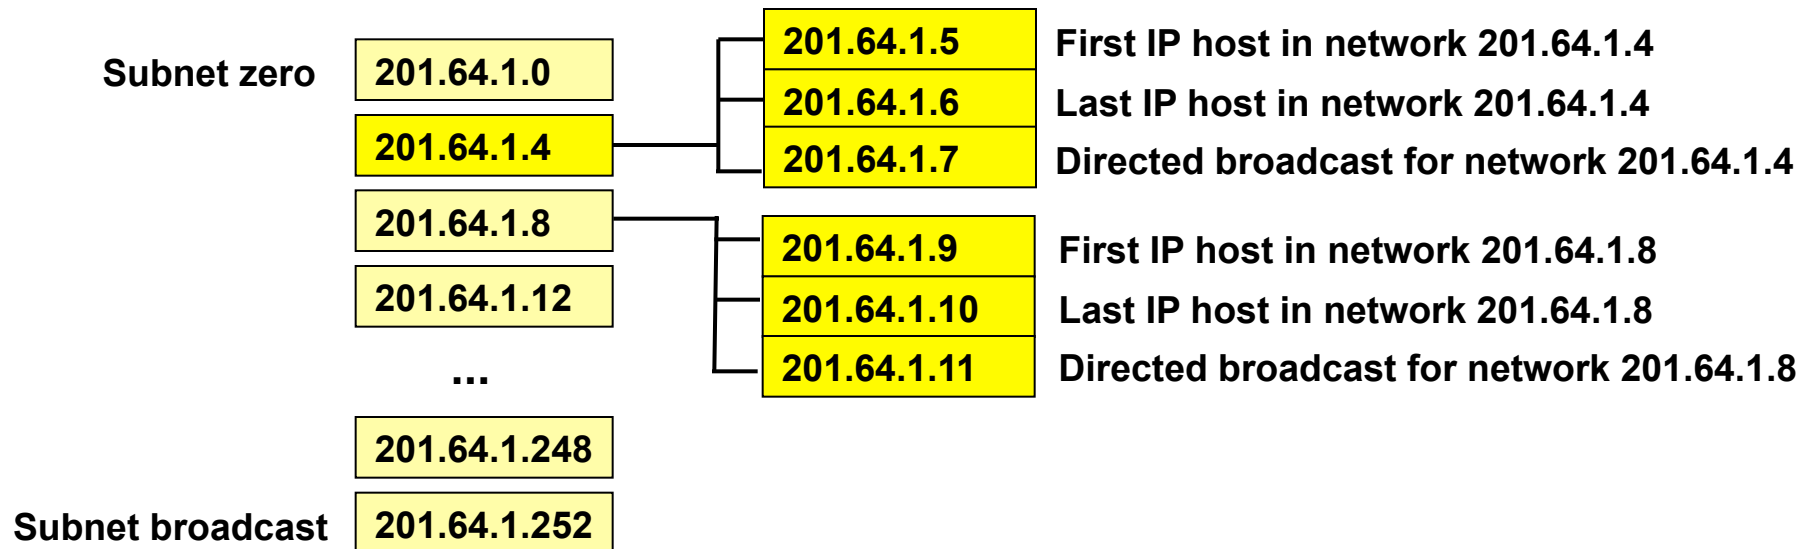 Subnet zero
201.64.1.0
201.64.1.4
201.64.1.8
201.64.1.12
...
201.64.1.248
Subnet broadcast
201.64.1.252
201.64.1.5 First IP host in network 201.64.1.4
201.64.1.6 Last IP host in network 201.64.1.4
201.64.1.7 Directed broadcast for network 201.64.1.4
201.64.1.9 First IP host in network 201.64.1.8
201.64.1.10 Last IP host in network 201.64.1.8
201.64.1.11 Directed broadcast for network 201.64.1.8